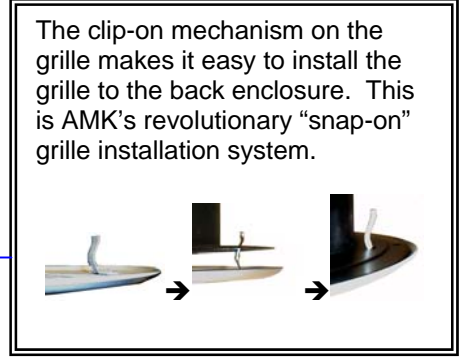 The clip-on mechanism on the
grille makes it easy to install the
grille to the back enclosure.  This
is AMK's revolutionary “snap-on”
grille installation system.